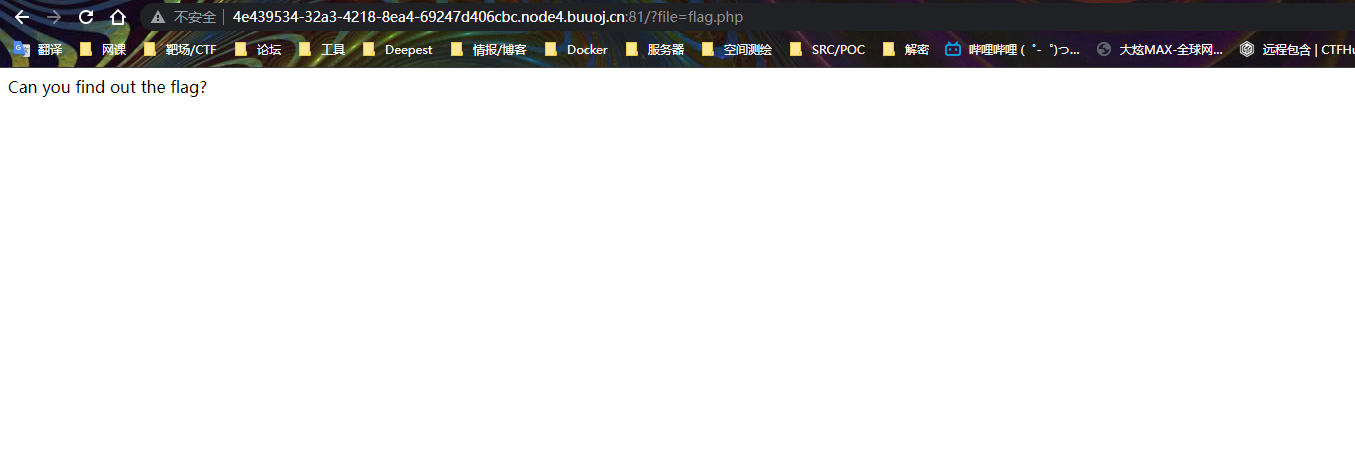 不安全 4e439534-32a3-4218-8ea4-69247d406cbc.node4.buuoj.cn:81/?file=flag.php
翻译 网课 靶场/CTF 论坛 工具 Deepest 情报/博客 Docker 服务器 空间测绘 SRC/POC 解密 哔哩哔哩 ( ゜- ゜)つ... 大炫MAX-全球网... 远程包含 | CTFHu
Can you find out the flag?